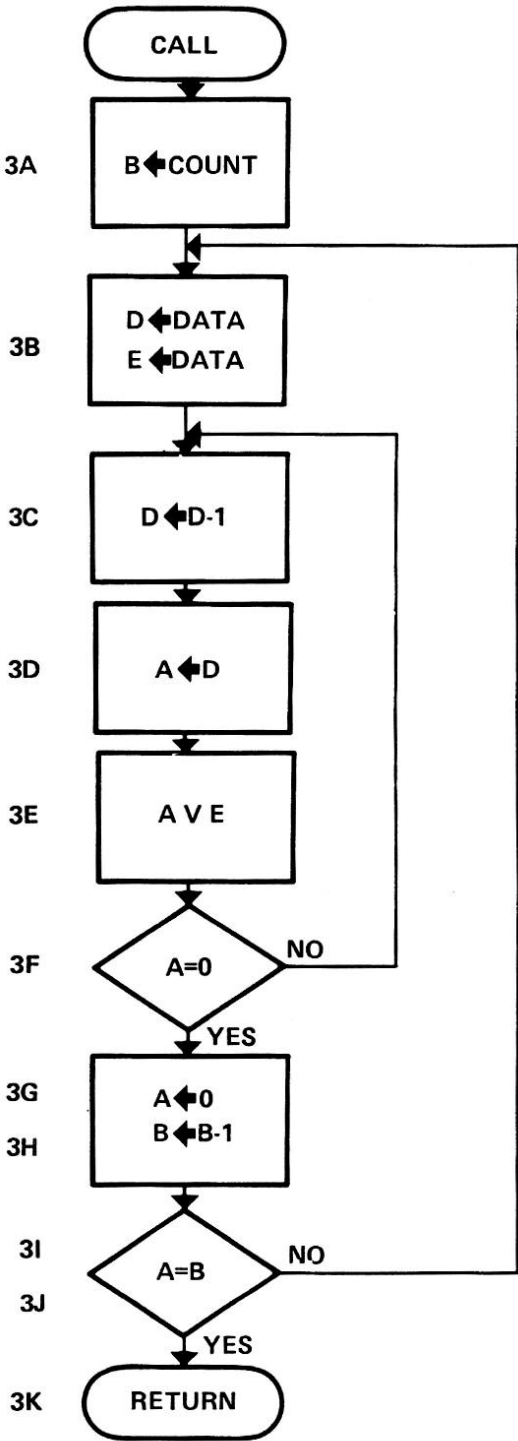 CALL
3A
B←COUNT
3B
D←DATA
E←DATA
3C
D←D-1
3D
A←D
3E
A V E
3F
A=0
NO
YES
3G
A←0
3H
B←B-1
3I
A=B
NO
3J
YES
3K
RETURN